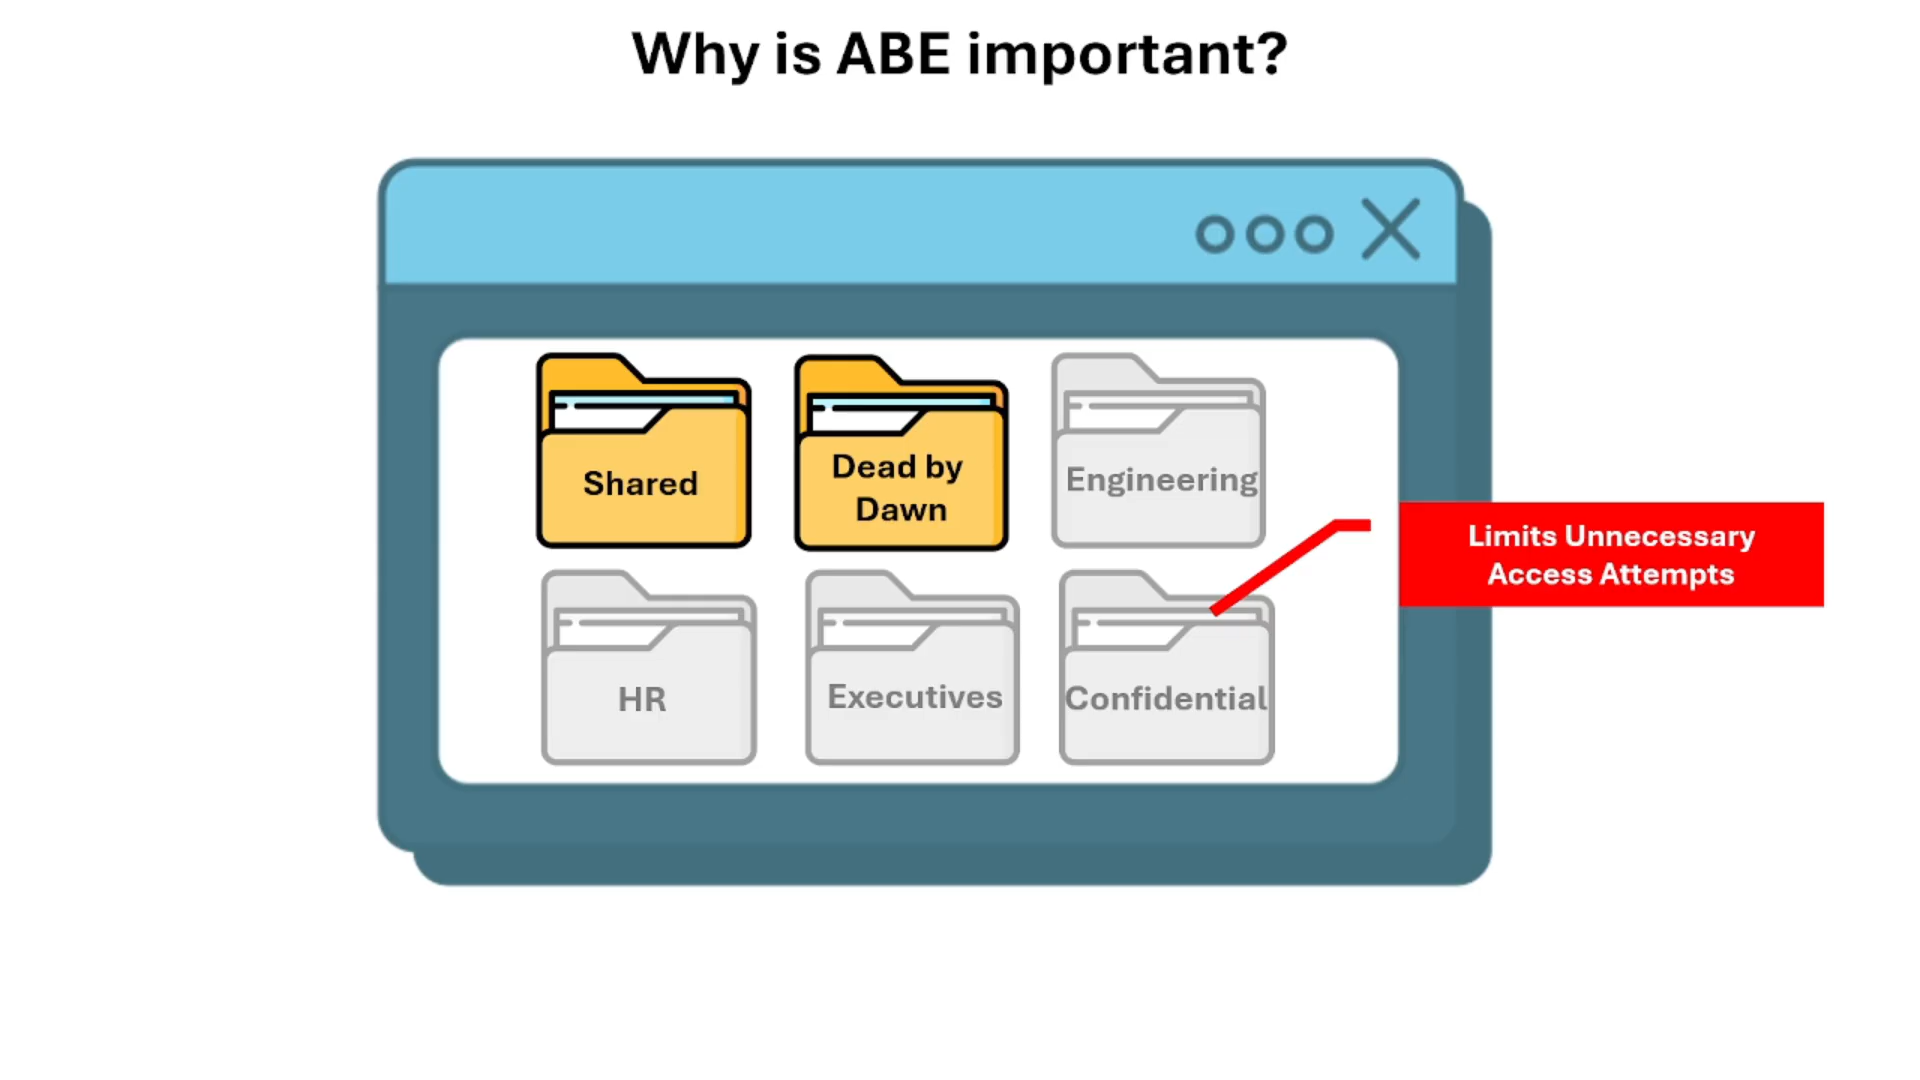 Why is ABE important?
Shared
Dead by
Dawn
Engineering
Limits Unnecessary
Access Attempts
HR
Executives
Confidential